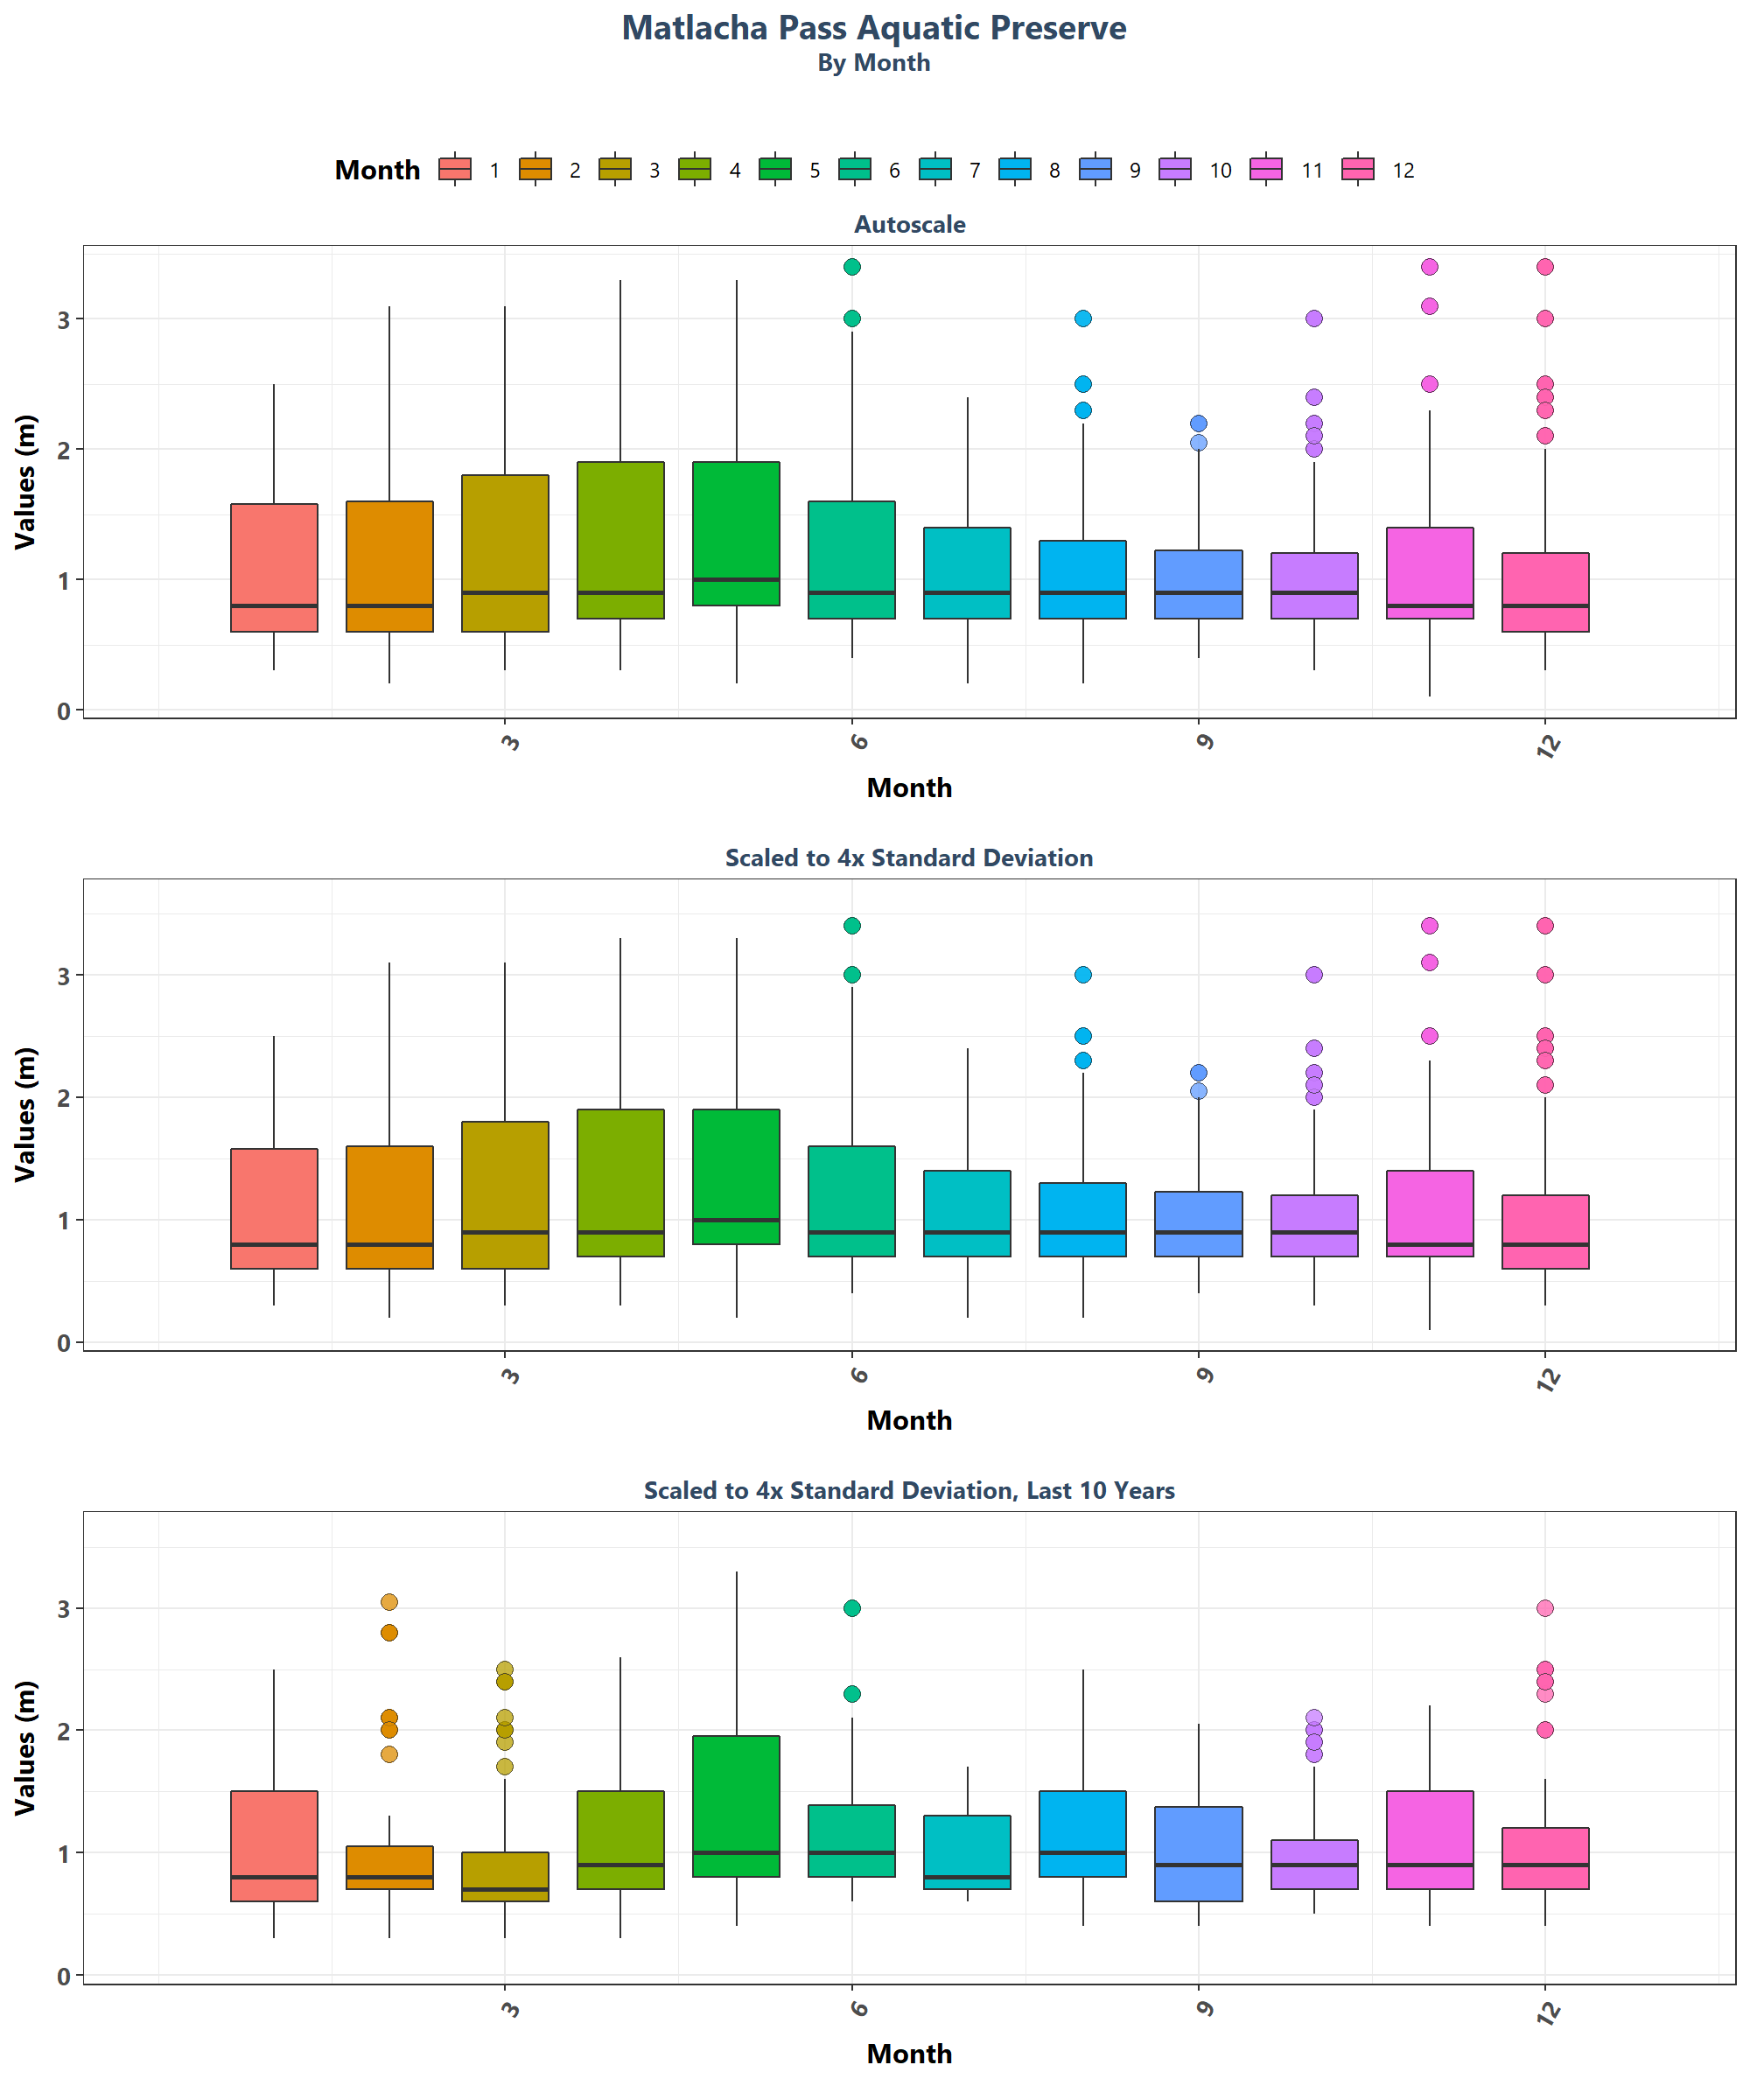 Matlacha Pass Aquatic Preserve
By Month
Month 1 2 3 4 5 6 7 8 9 10 11 12
Autoscale
Values (m)
3
2
1
0
3 6 9 12
Month
Scaled to 4x Standard Deviation
Values (m)
3
2
1
0
3 6 9 12
Month
Scaled to 4x Standard Deviation, Last 10 Years
Values (m)
3
2
1
0
3 6 9 12
Month